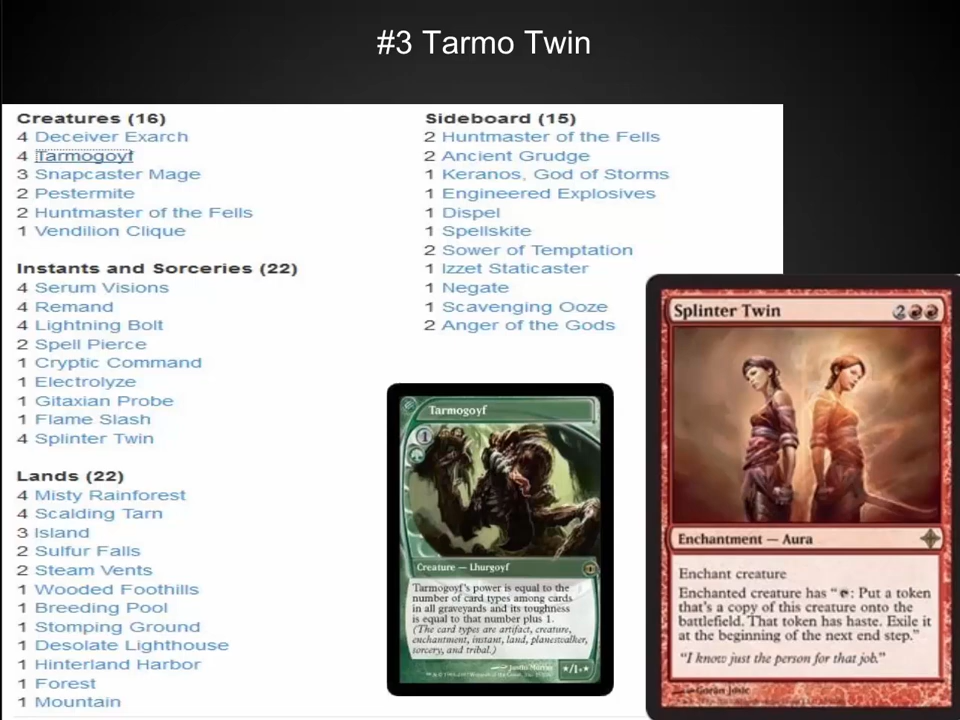 #3 Tarmo Twin
Creatures (16)
4 Deceiver Exarch
4 Tarmogoyf
3 Snapcaster Mage
2 Pestermite
2 Huntmaster of the Fells
1 Vendilion Clique
Instants and Sorceries (22)
4 Serum Visions
4 Remand
4 Lightning Bolt
2 Spell Pierce
1 Cryptic Command
1 Electrolyze
1 Gitaxian Probe
1 Flame Slash
4 Splinter Twin
Lands (22)
4 Misty Rainforest
4 Scalding Tarn
3 Island
2 Sulfur Falls
2 Steam Vents
1 Wooded Foothills
1 Breeding Pool
1 Stomping Ground
1 Desolate Lighthouse
1 Hinterland Harbor
1 Forest
1 Mountain
Sideboard (15)
2 Huntmaster of the Fells
2 Ancient Grudge
1 Keranos, God of Storms
1 Engineered Explosives
1 Dispel
1 Spellskite
2 Sower of Temptation
1 Izzet Staticaster
1 Negate
1 Scavenging Ooze
2 Anger of the Gods
Tarmogoyf
1
Creature — Lhurgoyf
Tarmogoyf's power is equal to the
number of card types among cards
in all graveyards and its toughness
is equal to that number plus 1.
(The card types are artifact, creature,
enchantment, instant, land, planeswalker,
sorcery, and tribal.)
Justin Murray
*/1+*
Splinter Twin
2
Enchantment — Aura
Enchant creature
Enchanted creature has “: Put a token
that's a copy of this creature onto the
battlefield. That token has haste. Exile it
at the beginning of the next end step.”
“I know just the person for that job.”
Goran Josic